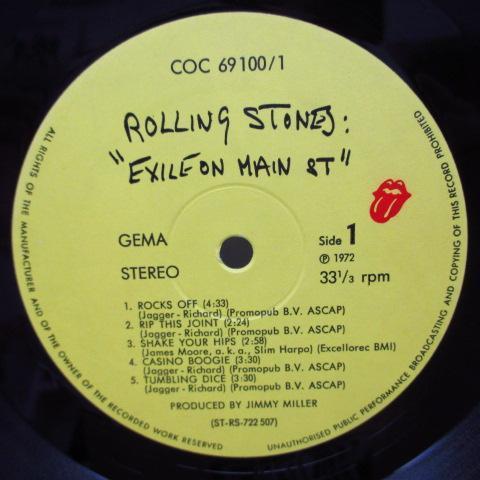 COC 69100/1
ROLLING STONES:
"EXILE ON MAIN ST"
GEMA
STEREO
Side 1
℗ 1972
33⅓ rpm
1. ROCKS OFF (4:33)
(Jagger - Richard) (Promopub B.V. ASCAP)
2. RIP THIS JOINT (2:24)
(Jagger - Richard) (Promopub B.V. ASCAP)
3. SHAKE YOUR HIPS (2:58)
(James Moore, a.k.a., Slim Harpo) (Excellorec BMI)
4. CASINO BOOGIE (3:30)
(Jagger - Richard) (Promopub B.V. ASCAP)
5. TUMBLING DICE (3:30)
(Jagger - Richard) (Promopub B.V. ASCAP)
PRODUCED BY JIMMY MILLER
(ST-RS-722 507)
ALL RIGHTS OF THE MANUFACTURER AND OF THE OWNER OF THE RECORDED WORK RESERVED
UNAUTHORISED PUBLIC PERFORMANCE BROADCASTING AND COPYING OF THIS RECORD PROHIBITED